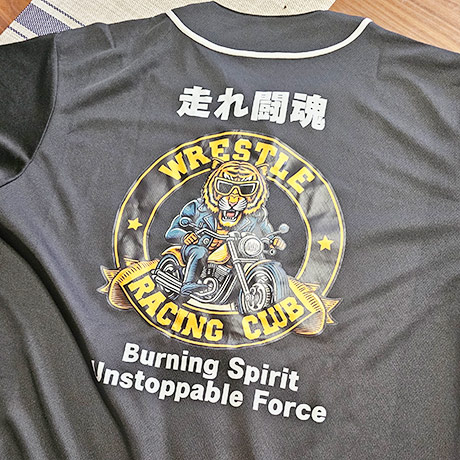 走れ闘魂
WRESTLE
RACING CLUB
Burning Spirit
Unstoppable Force